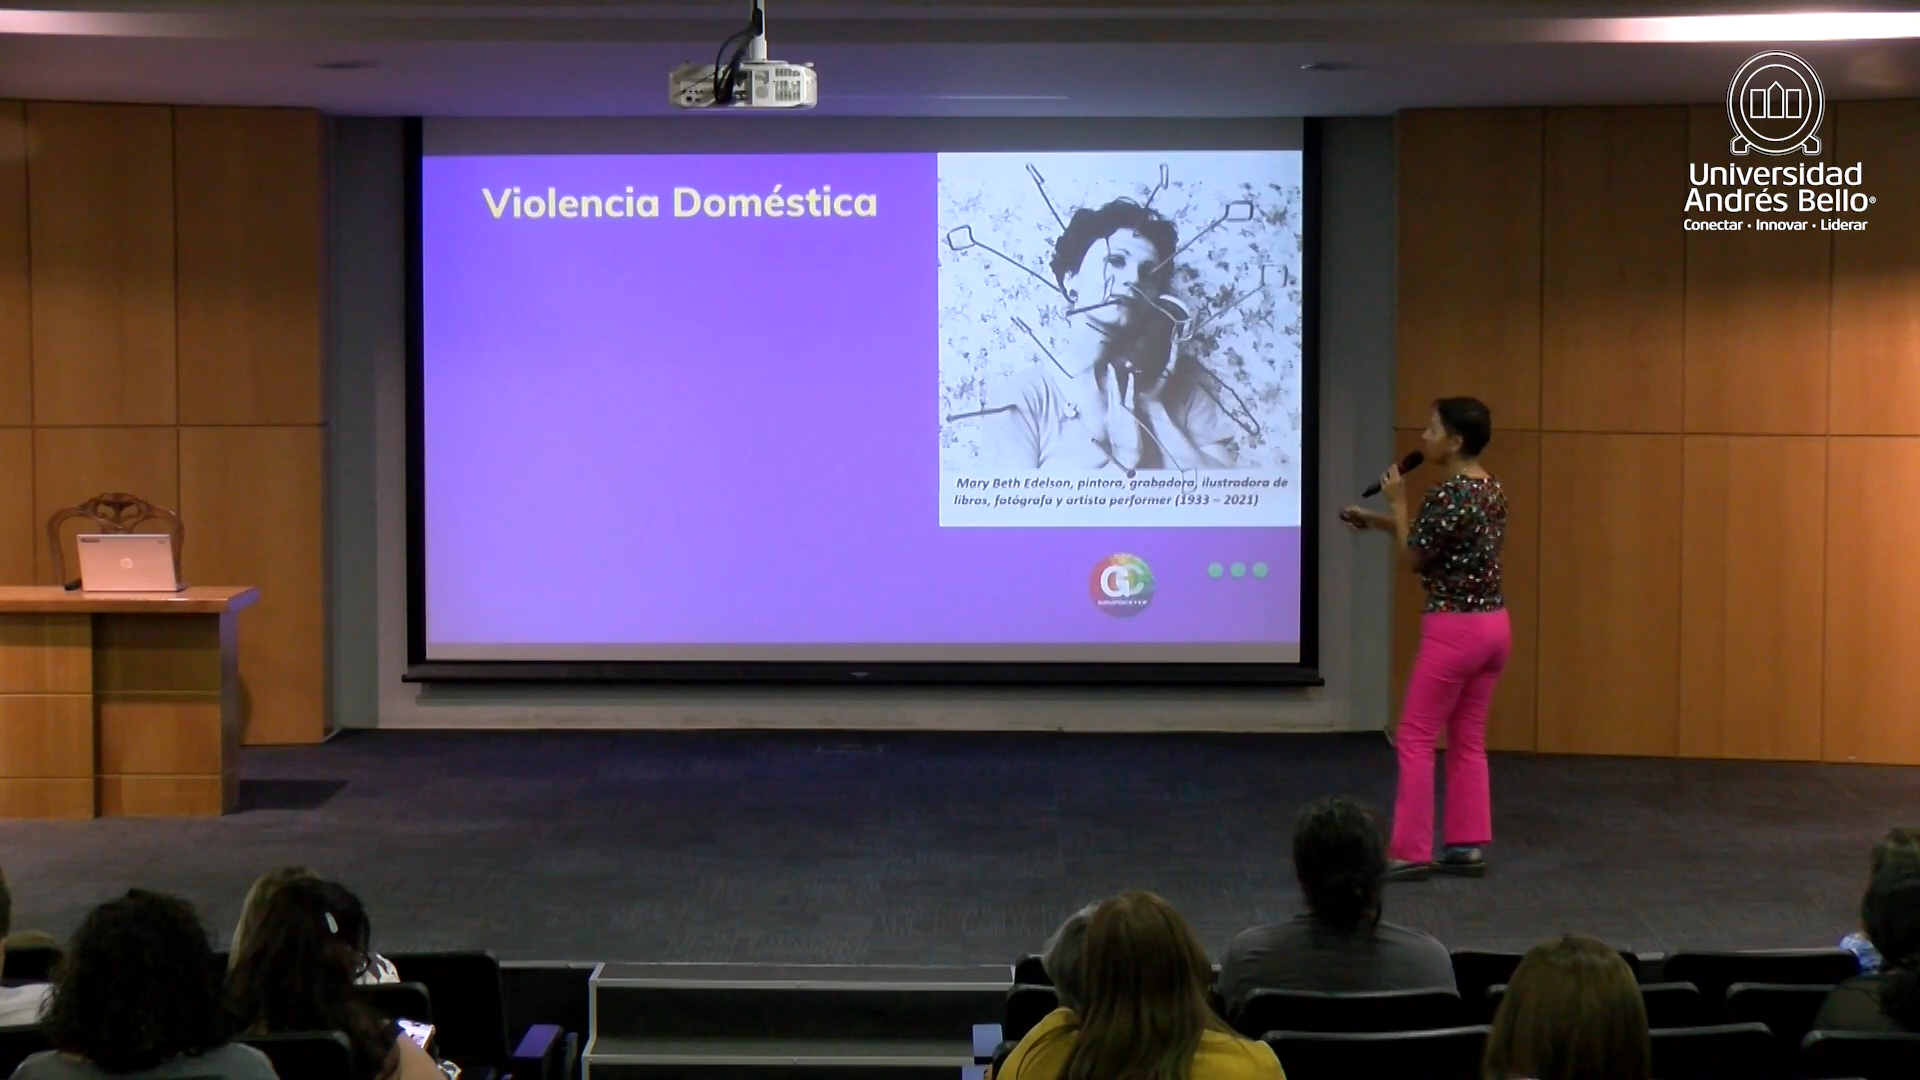 Universidad
Andrés Bello®
Conectar • Innovar • Liderar
Violencia Doméstica
Mary Beth Edelson, pintora, grabadora, ilustradora de
libros, fotógrafa y artista performer (1933 – 2021)
GC